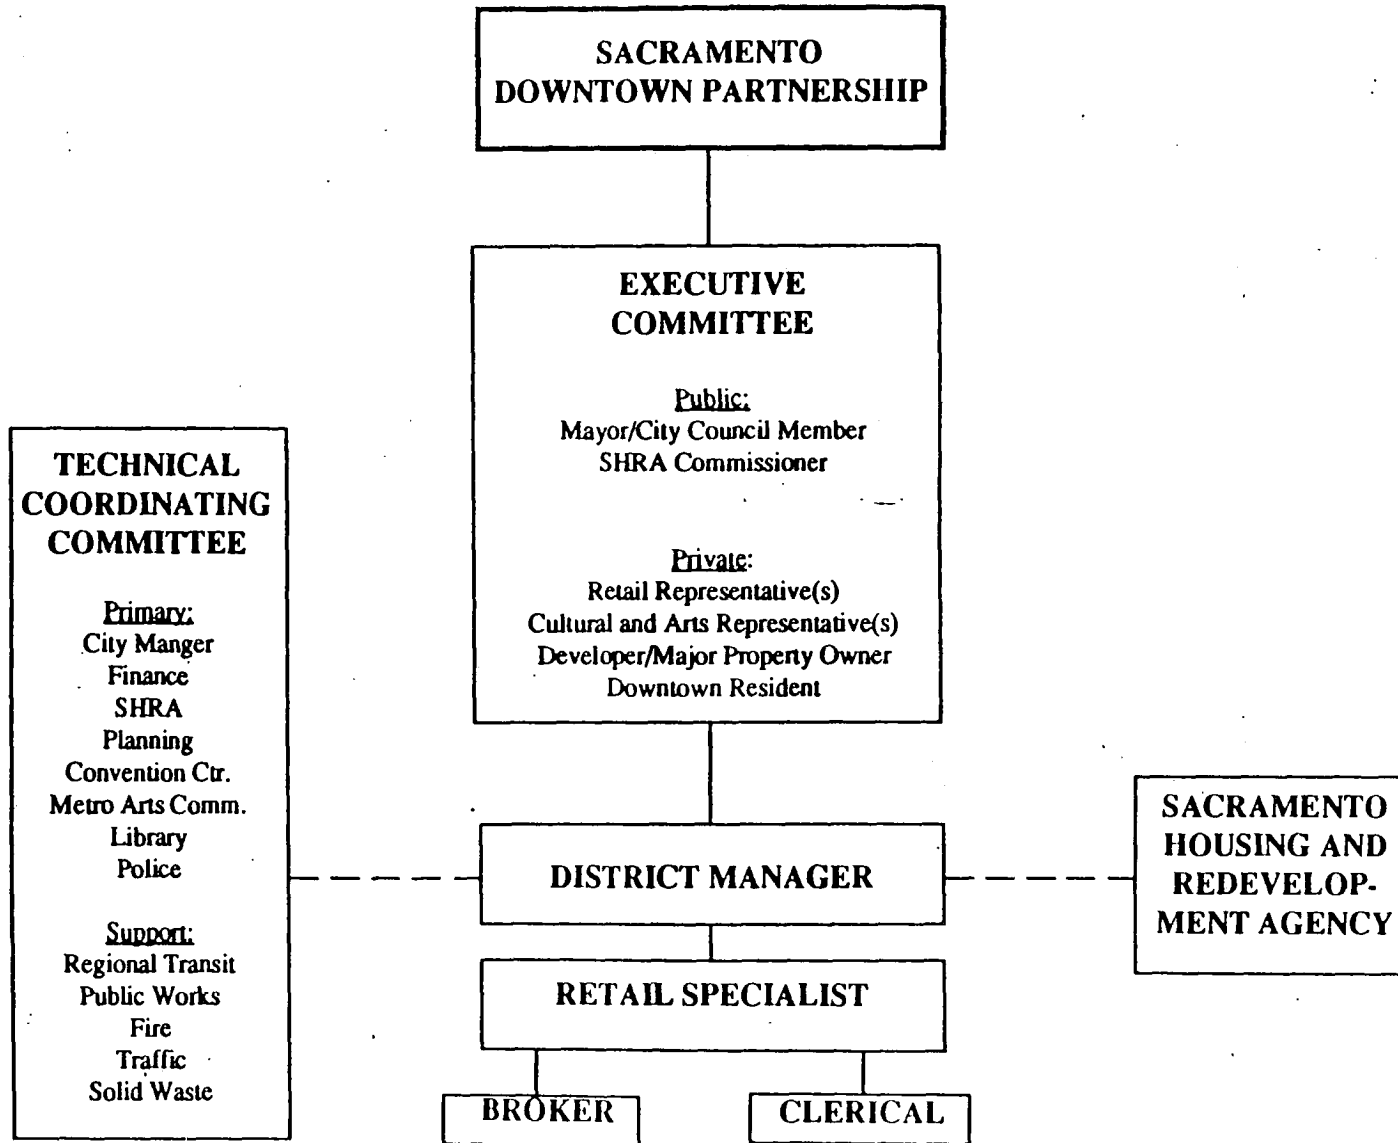 SACRAMENTO
DOWNTOWN PARTNERSHIP
EXECUTIVE
COMMITTEE
Public:
Mayor/City Council Member
SHRA Commissioner
Private:
Retail Representative(s)
Cultural and Arts Representative(s)
Developer/Major Property Owner
Downtown Resident
TECHNICAL
COORDINATING
COMMITTEE
Primary:
City Manger
Finance
SHRA
Planning
Convention Ctr.
Metro Arts Comm.
Library
Police
Support:
Regional Transit
Public Works
Fire
Traffic
Solid Waste
DISTRICT MANAGER
SACRAMENTO
HOUSING AND
REDEVELOP-
MENT AGENCY
RETAIL SPECIALIST
BROKER
CLERICAL